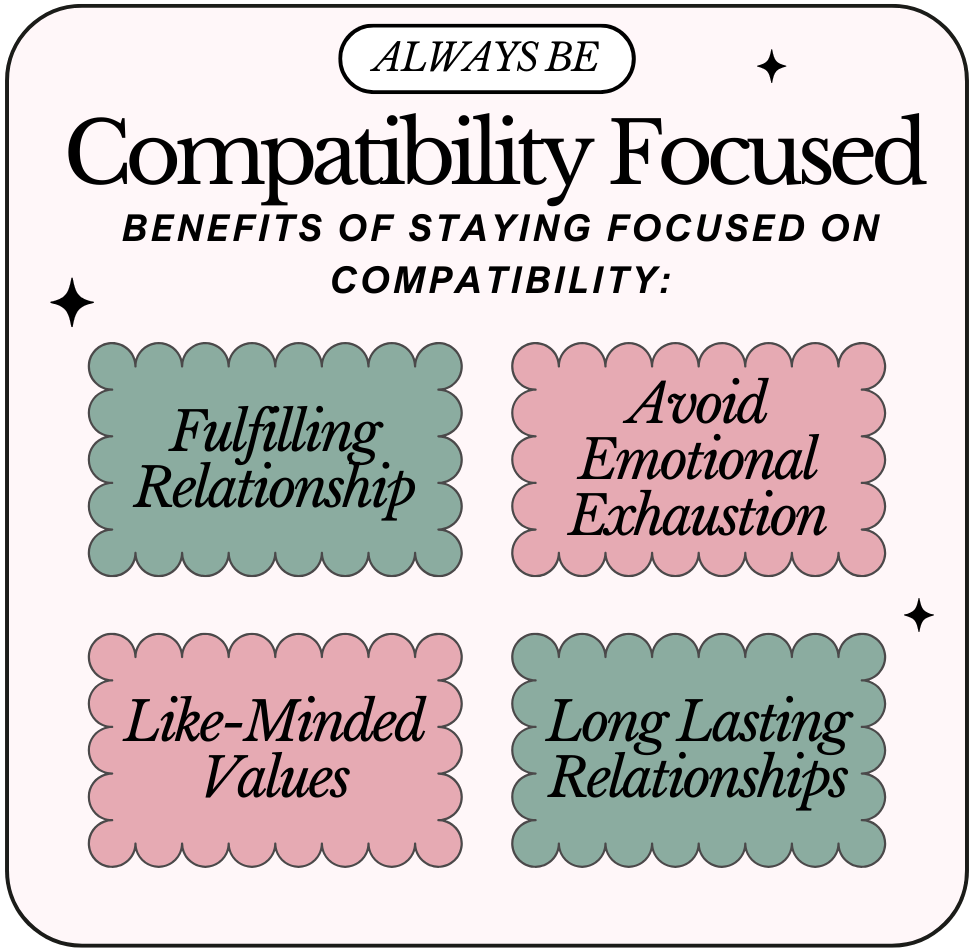 ALWAYS BE
Compatibility Focused
BENEFITS OF STAYING FOCUSED ON
COMPATIBILITY:
Fulfilling
Relationship
Avoid
Emotional
Exhaustion
Like-Minded
Values
Long Lasting
Relationships